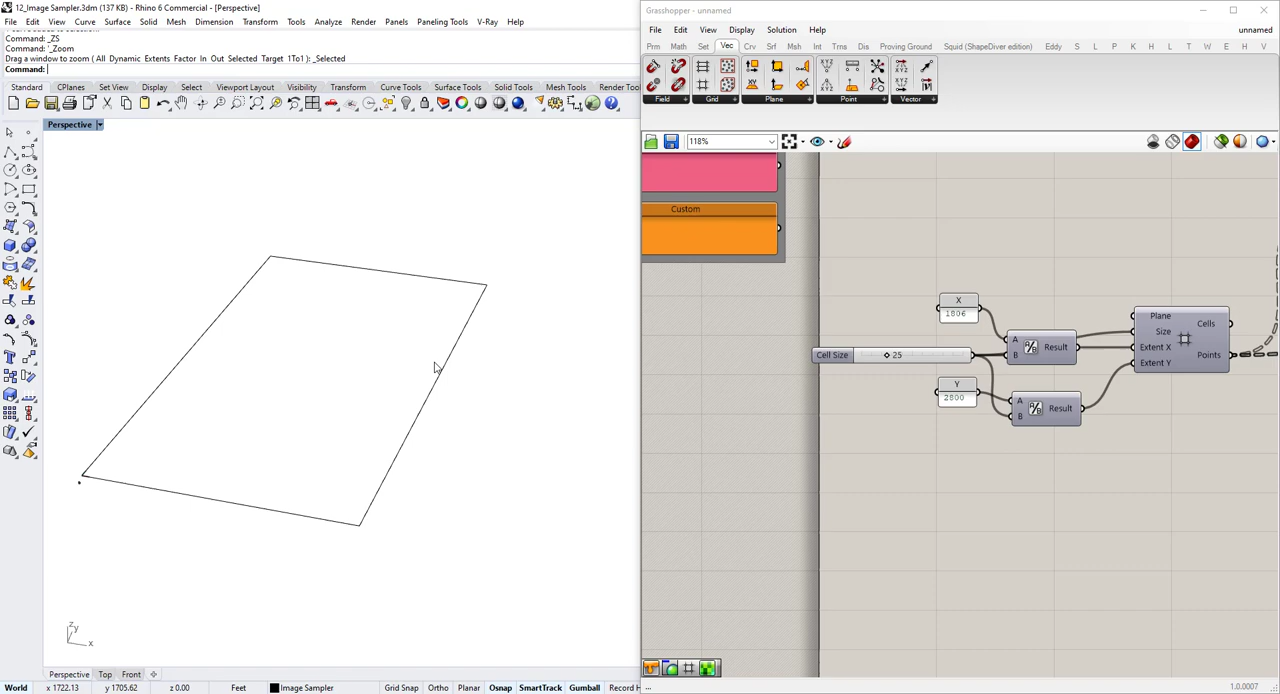 12_Image Sampler.3dm (137 KB) - Rhino 6 Commercial - [Perspective]
File Edit View Curve Surface Solid Mesh Dimension Transform Tools Analyze Render Panels Paneling Tools V-Ray Help
Command: _ZS
Command: '_Zoom
Drag a window to zoom ( All Dynamic Extents Factor In Out Selected Target 1To1 ): _Selected
Command:
Standard CPlanes Set View Display Select Viewport Layout Visibility Transform Curve Tools Surface Tools Solid Tools Mesh Tools Render Too
Perspective
z y
x
Perspective Top Front
World x 1722.13 y 1705.62 z 0.00 Feet Image Sampler Grid Snap Ortho Planar Osnap SmartTrack Gumball Record H
Grasshopper - unnamed
File Edit View Display Solution Help unnamed
Prm Math Set Vec Crv Srf Msh Int Trns Dis Proving Ground Squid (ShapeDiver edition) Eddy S L P K H L T W E H V
Field Grid Plane Point Vector
118%
Custom
X
1806
Cell Size 25
Y
2800
A
B
Result
A
B
Result
Plane
Size
Extent X
Extent Y
Cells
Points
...
1.0.0007